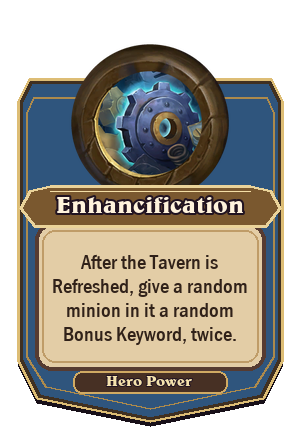 Enhancification
After the Tavern is
Refreshed, give a random
minion in it a random
Bonus Keyword, twice.
Hero Power